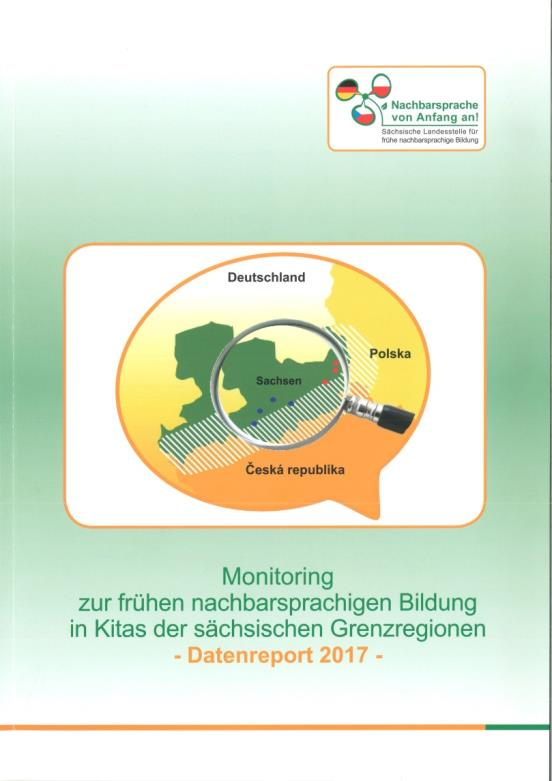 Nachbarsprache
von Anfang an!
Sächsische Landesstelle für
frühe nachbarsprachige Bildung
Deutschland
Polska
Sachsen
Česká republika
Monitoring
zur frühen nachbarsprachigen Bildung
in Kitas der sächsischen Grenzregionen
- Datenreport 2017 -